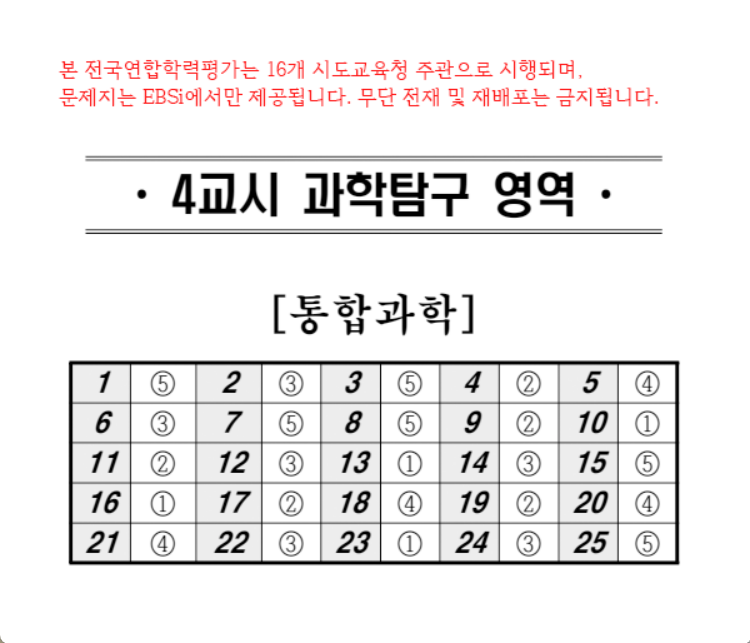 본 전국연합학력평가는 16개 시도교육청 주관으로 시행되며,
문제지는 EBSi에서만 제공됩니다. 무단 전재 및 재배포는 금지됩니다.
· 4교시 과학탐구 영역 ·
[통합과학]
1 ⑤ 2 ③ 3 ⑤ 4 ② 5 ④
6 ③ 7 ⑤ 8 ⑤ 9 ② 10 ①
11 ② 12 ③ 13 ① 14 ③ 15 ⑤
16 ① 17 ② 18 ④ 19 ② 20 ④
21 ④ 22 ③ 23 ① 24 ③ 25 ⑤